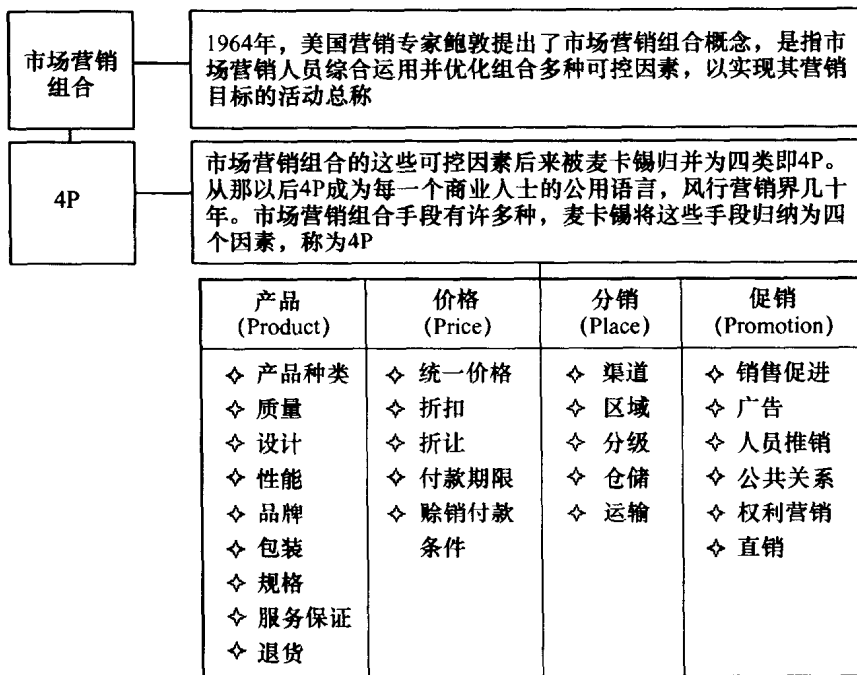 市场营销
组合
1964年，美国营销专家鲍敦提出了市场营销组合概念，是指市
场营销人员综合运用并优化组合多种可控因素，以实现其营销
目标的活动总称
4P
市场营销组合的这些可控因素后来被麦卡锡归并为四类即4P。
从那以后4P成为每一个商业人士的公用语言，风行营销界几十
年。市场营销组合手段有许多种，麦卡锡将这些手段归纳为四
个因素，称为4P
产品
(Product)
✧ 产品种类
✧ 质量
✧ 设计
✧ 性能
✧ 品牌
✧ 包装
✧ 规格
✧ 服务保证
✧ 退货
价格
(Price)
✧ 统一价格
✧ 折扣
✧ 折让
✧ 付款期限
✧ 赊销付款
条件
分销
(Place)
✧ 渠道
✧ 区域
✧ 分级
✧ 仓储
✧ 运输
促销
(Promotion)
✧ 销售促进
✧ 广告
✧ 人员推销
✧ 公共关系
✧ 权利营销
✧ 直销